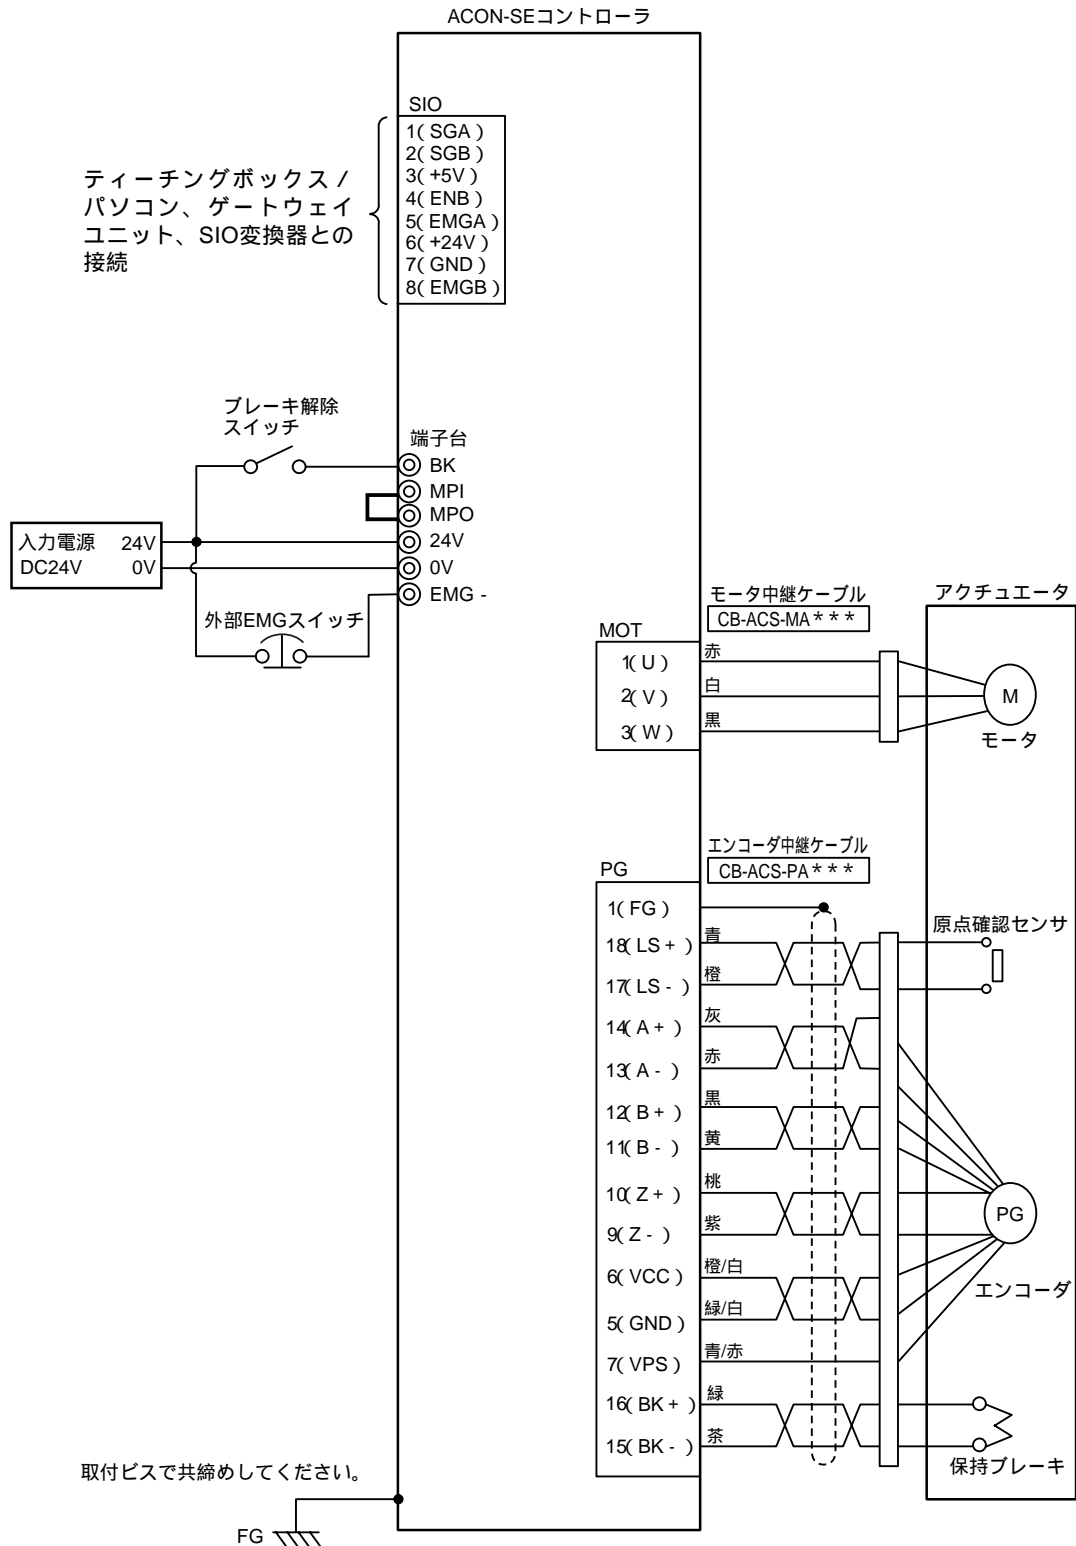 ACON-SEコントローラ
SIO
1(SGA)
2(SGB)
3(+5V)
4(ENB)
5(EMGA)
6(+24V)
7(GND)
8(EMGB)
ティーチングボックス/
パソコン、ゲートウェイ
ユニット、SIO変換器との
接続
ブレーキ解除
スイッチ
端子台
BK
MPI
MPO
24V
0V
EMG -
入力電源 24V
DC24V 0V
外部EMGスイッチ
モータ中継ケーブル
CB-ACS-MA***
アクチュエータ
MOT
1(U)
2(V)
3(W)
赤
白
黒
M
モータ
エンコーダ中継ケーブル
CB-ACS-PA***
PG
1(FG)
18(LS+) 青
17(LS-) 橙
14(A+) 灰
13(A-) 赤
12(B+) 黒
11(B-) 黄
10(Z+) 桃
9(Z-) 紫
6(VCC) 橙/白
5(GND) 緑/白
7(VPS) 青/赤
16(BK+) 緑
15(BK-) 茶
原点確認センサ
PG
エンコーダ
保持ブレーキ
取付ビスで共締めしてください。
FG